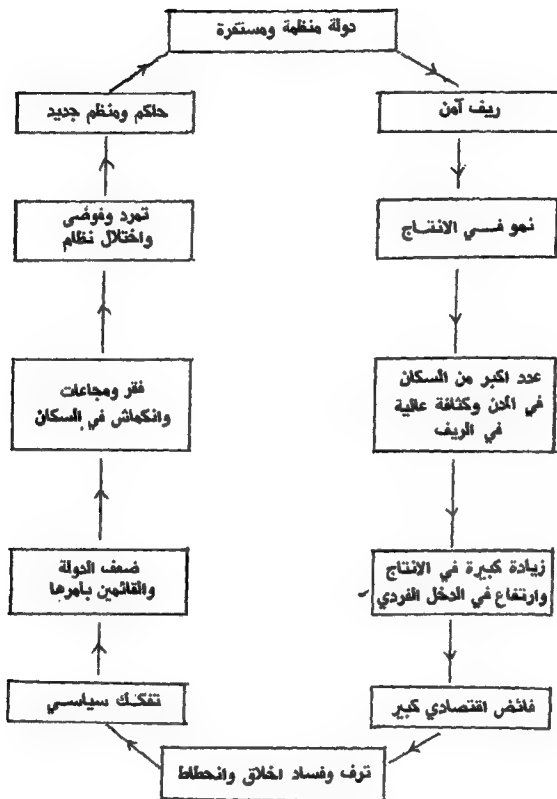 دولة منظمة ومستقرة
ريف آمن
نمو في الانتاج
عدد اكبر من السكان
في المدن وكثافة عالية
في الريف
زيادة كبيرة في الانتاج
وارتفاع في الدخل الفردي
فائض اقتصادي كبير
ترف وفساد اخلاق وانحطاط
تفكك سياسي
ضعف الدولة
والقائمين بامرها
فقر ومجاعات
وانكماش في السكان
تمرد وفوضى
واختلال نظام
حاكم ومنظم جديد